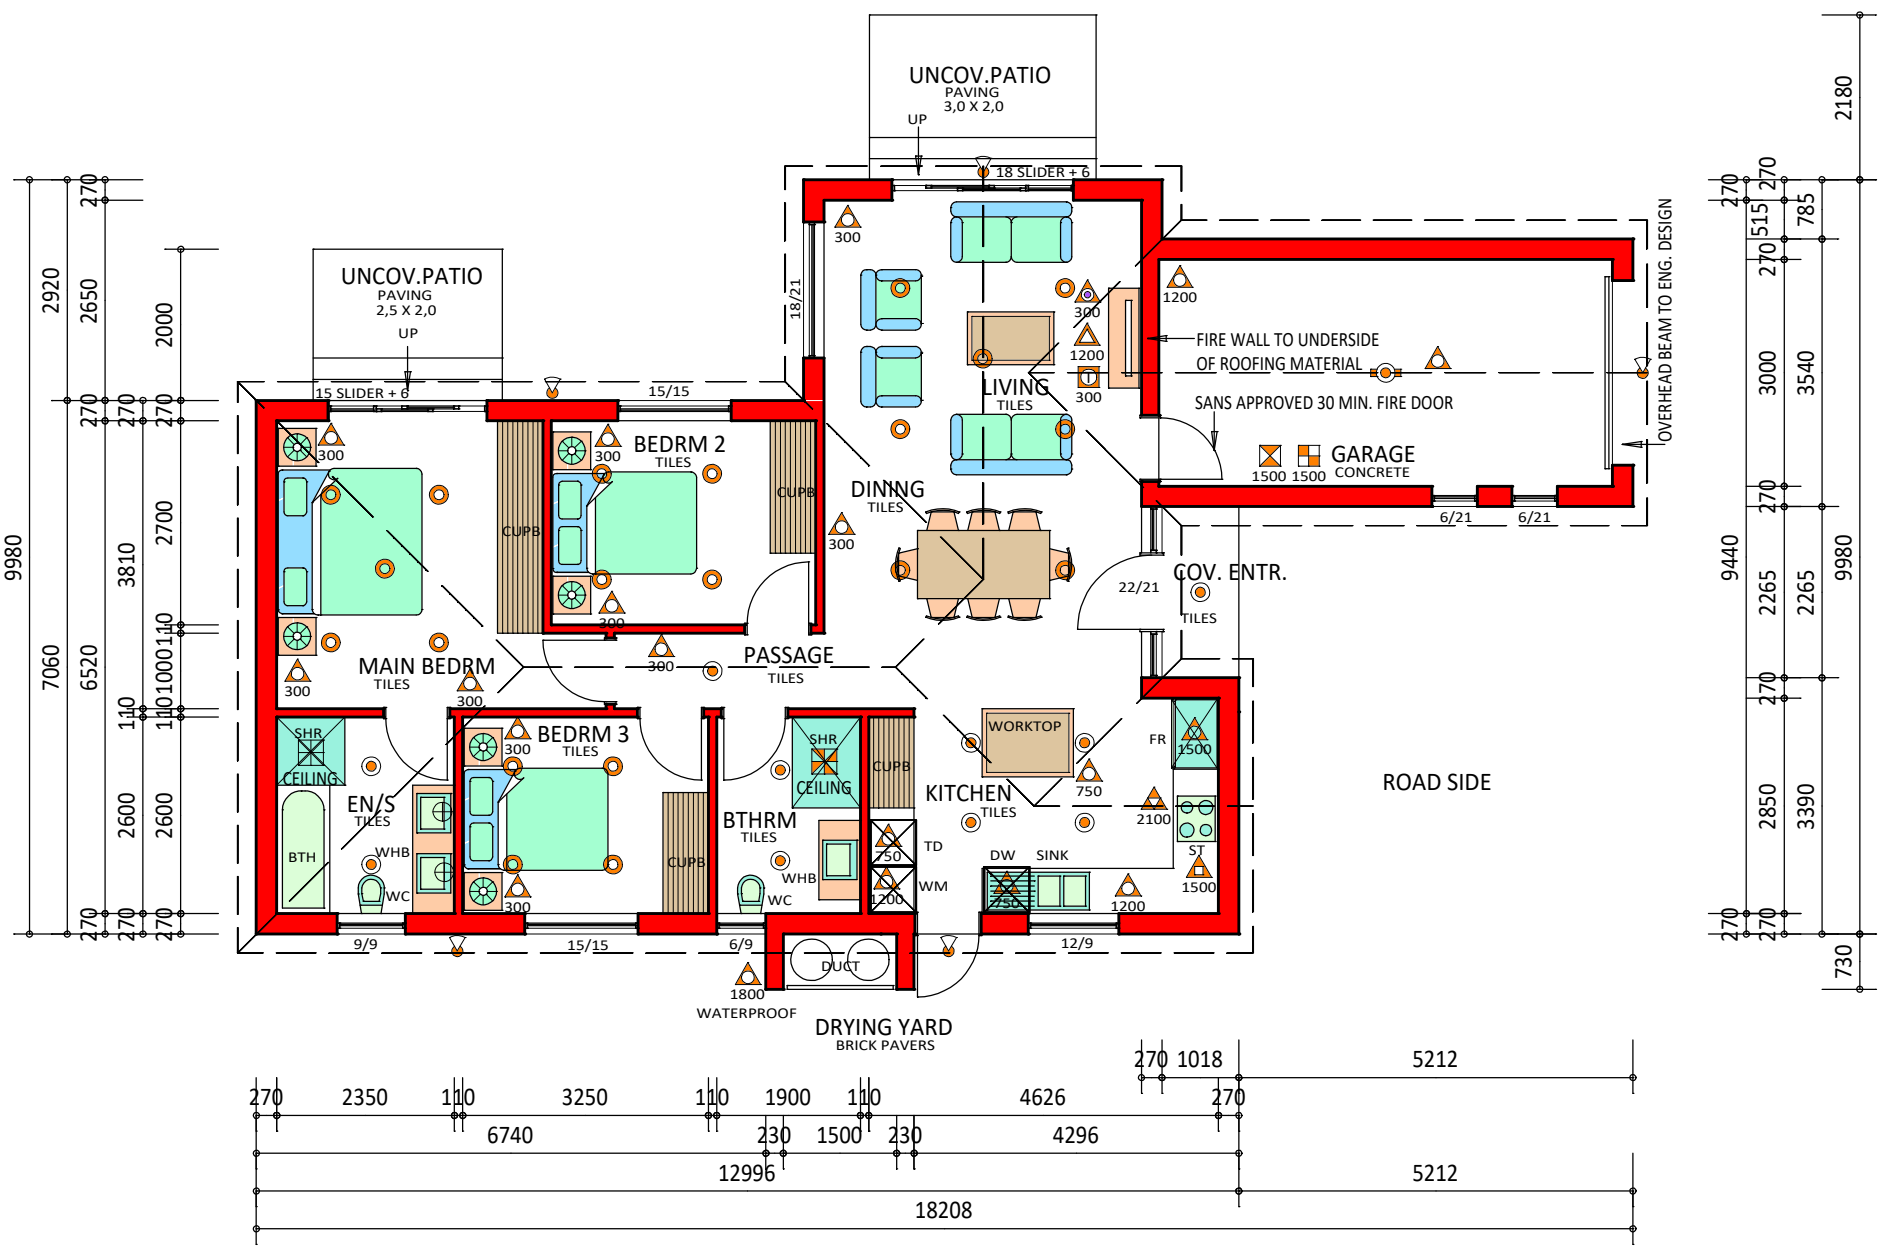 UNCOV.PATIO
PAVING
3,0 X 2,0
UP
18 SLIDER + 6
UNCOV.PATIO
PAVING
2,5 X 2,0
UP
15 SLIDER + 6
15/15
18/21
300
300
1200
300
LIVING
TILES
1200
FIRE WALL TO UNDERSIDE
OF ROOFING MATERIAL
SANS APPROVED 30 MIN. FIRE DOOR
OVERHEAD BEAM TO ENG. DESIGN
1500
1500
GARAGE
CONCRETE
6/21
6/21
300
300
BEDRM 2
TILES
CUPB
CUPB
300
DINING
TILES
300
22/21
COV. ENTR.
TILES
300
MAIN BEDRM
TILES
300
300
PASSAGE
TILES
SHR
CEILING
EN/S
TILES
BTH
WHB
WC
300
BEDRM 3
TILES
CUPB
300
SHR
CEILING
BTHRM
TILES
WHB
WC
CUPB
WORKTOP
KITCHEN
TILES
750
FR
1500
2100
ST
1500
750
TD
1200
WM
DW
SINK
750
1200
ROAD SIDE
9/9
15/15
6/9
12/9
DUCT
1800
WATERPROOF
DRYING YARD
BRICK PAVERS
9980
2920
7060
270
2650
270
6520
270
270
3810
110
2600
270
2000
270
2700
110
1000
110
2600
270
270
9440
270
515
270
3000
270
2265
270
2850
270
785
3540
2265
3390
2180
270
9980
730
270
1018
5212
270
2350
110
3250
110
1900
110
4626
270
6740
230
1500
230
4296
12996
5212
18208